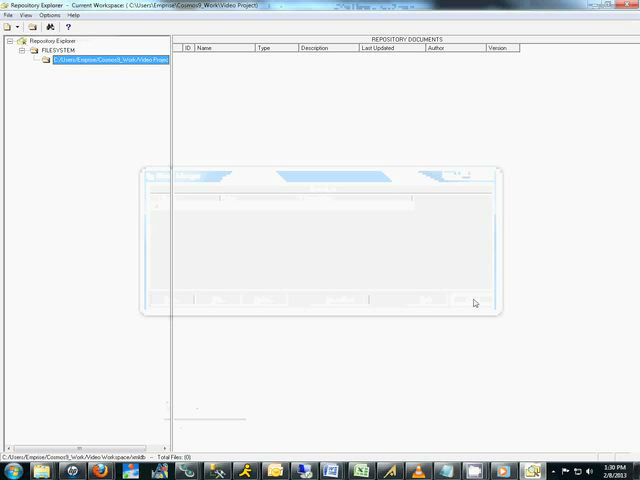 Repository Explorer - Current Workspace: ( C:\Users\Emprise\Cosmos9_Work\Video Project)
File View Options Help
REPOSITORY DOCUMENTS
ID Name Type Description Last Updated Author Version
Repository Explorer
FILESYSTEM
C:/Users/Emprise/Cosmos9_Work/Video Project
C:/Users/Emprise/Cosmos9_Work/Video Workspace/xmldb -- Total Files: (0)
1:30 PM
2/8/2013